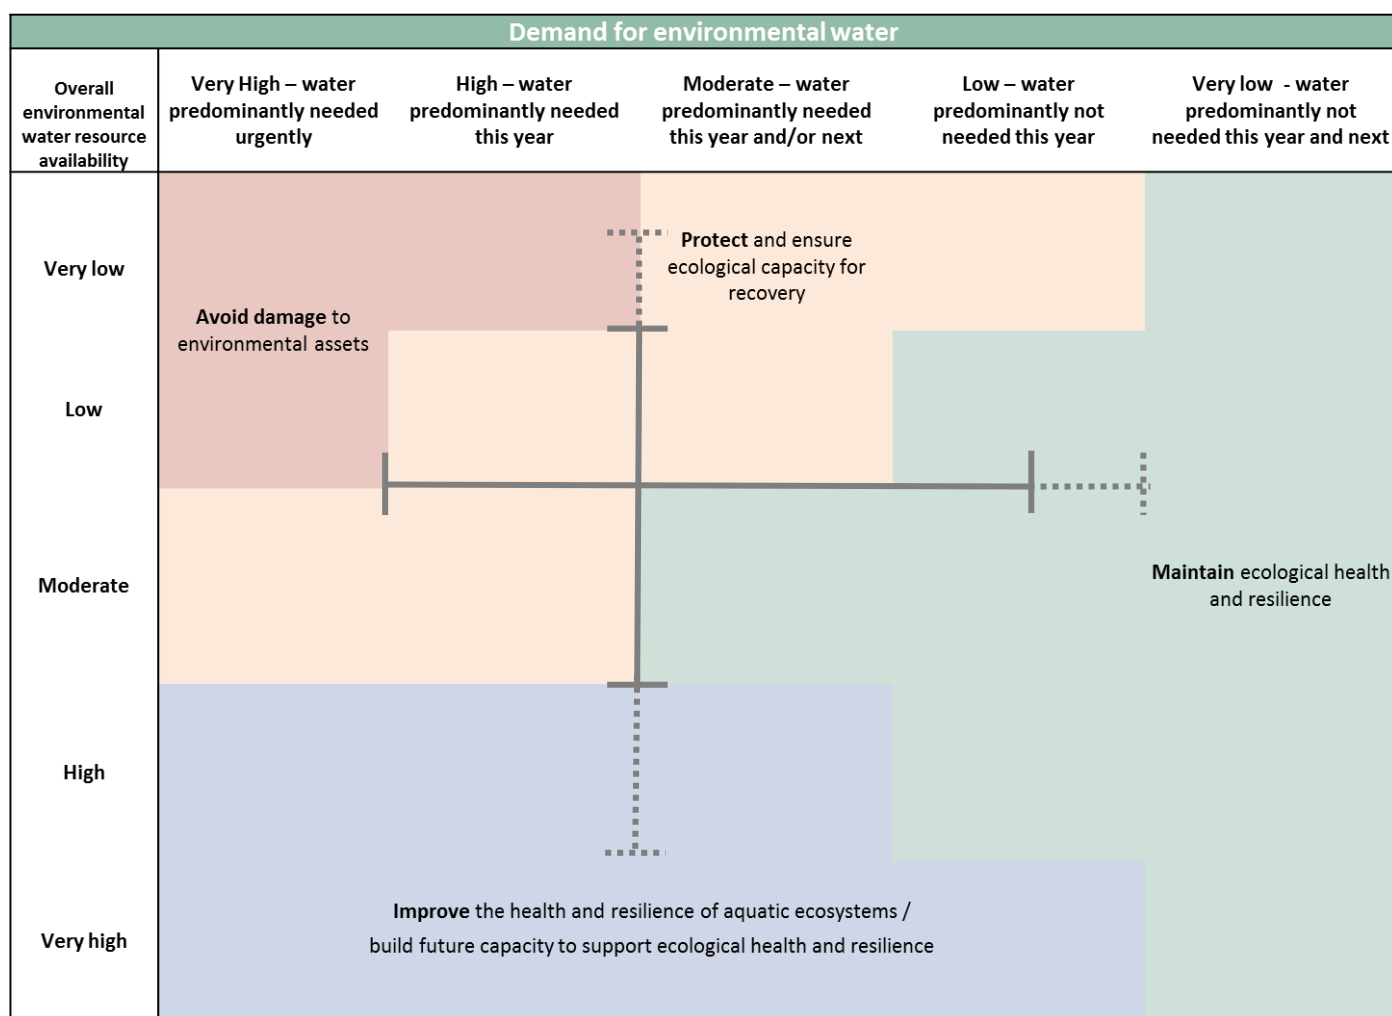 Demand for environmental water
Overall
environmental
water resource
availability
Very High – water
predominantly needed
urgently
High – water
predominantly needed
this year
Moderate – water
predominantly needed
this year and/or next
Low – water
predominantly not
needed this year
Very low  - water
predominantly not
needed this year and next
Very low
Protect and ensure
ecological capacity for
recovery
Avoid damage to
environmental assets
Low
Moderate
Maintain ecological health
and resilience
High
Improve the health and resilience of aquatic ecosystems /
build future capacity to support ecological health and resilience
Very high